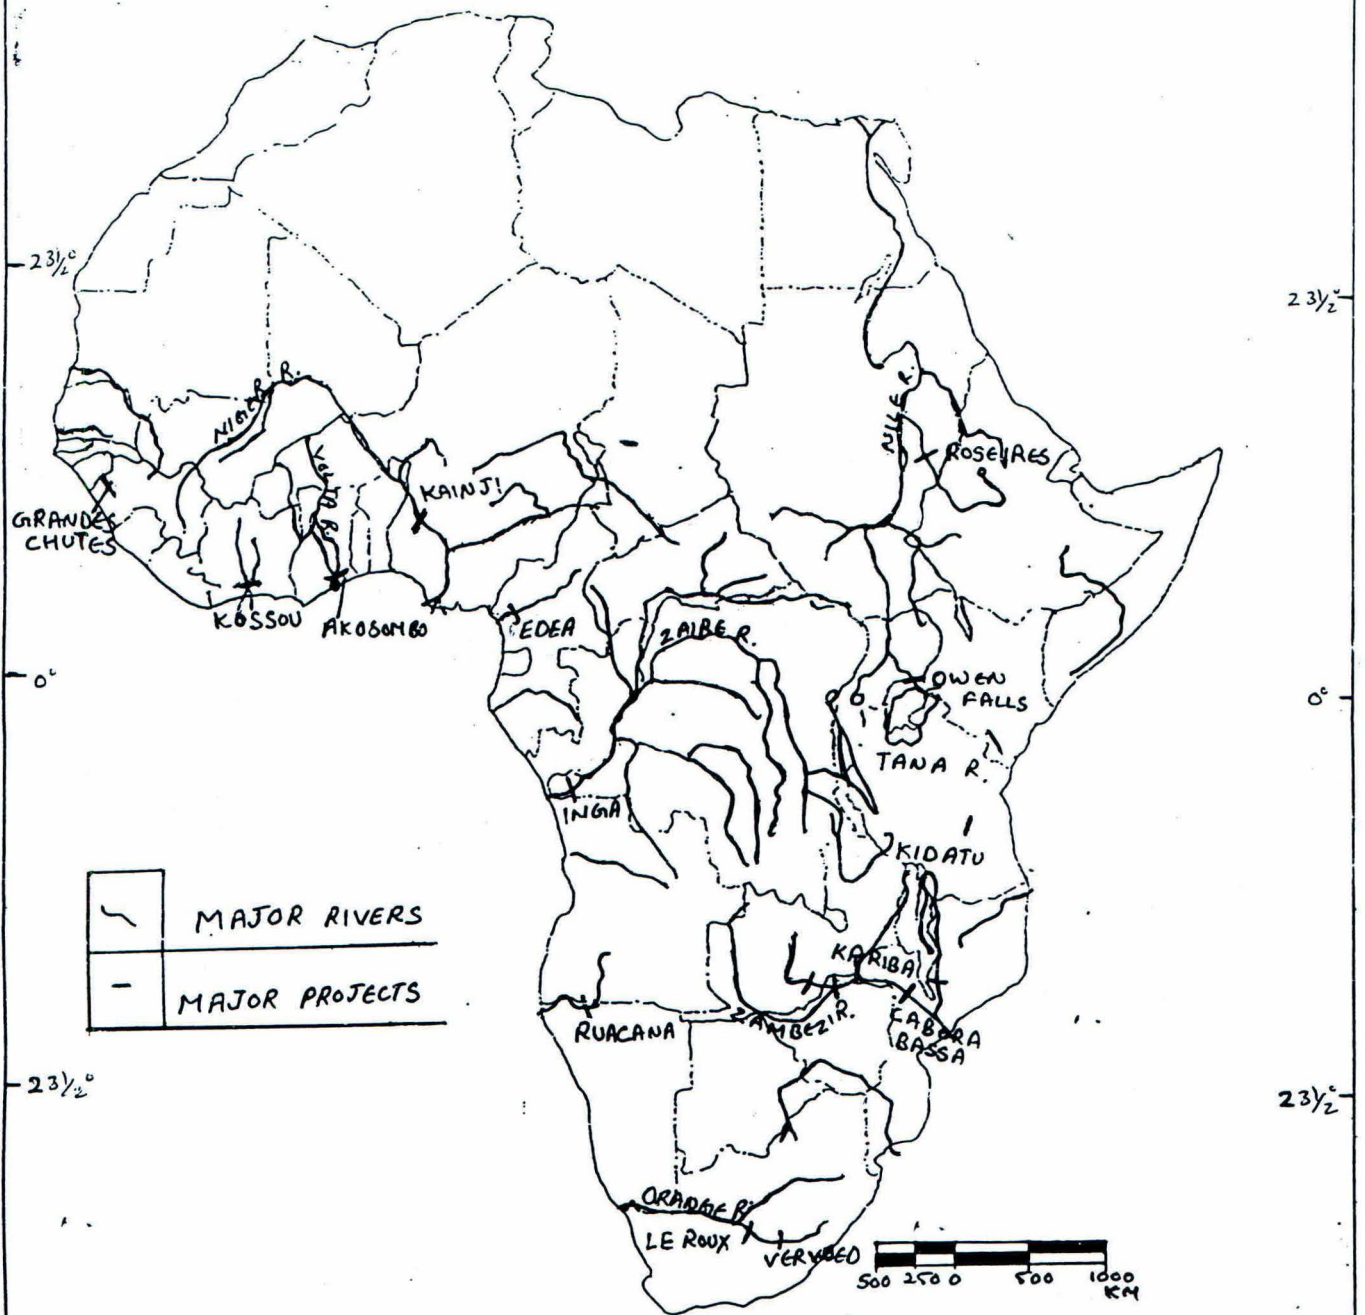 23½°
23½°
NIGER R.
NILE R.
ROSEIRES
VOLTA R.
KAINJI
GRANDES
CHUTES
KOSSOU
AKOSOMBO
EDEA
ZAIRE R.
OWEN
FALLS
0°
0°
TANA R.
INGA
KIDATU
MAJOR RIVERS
KARIBA
MAJOR PROJECTS
RUACANA
ZAMBEZI R.
CABORA
BASSA
23½°
23½°
ORANGE R.
LE ROUX
VERWOED
500 250 0 500 1000
KM